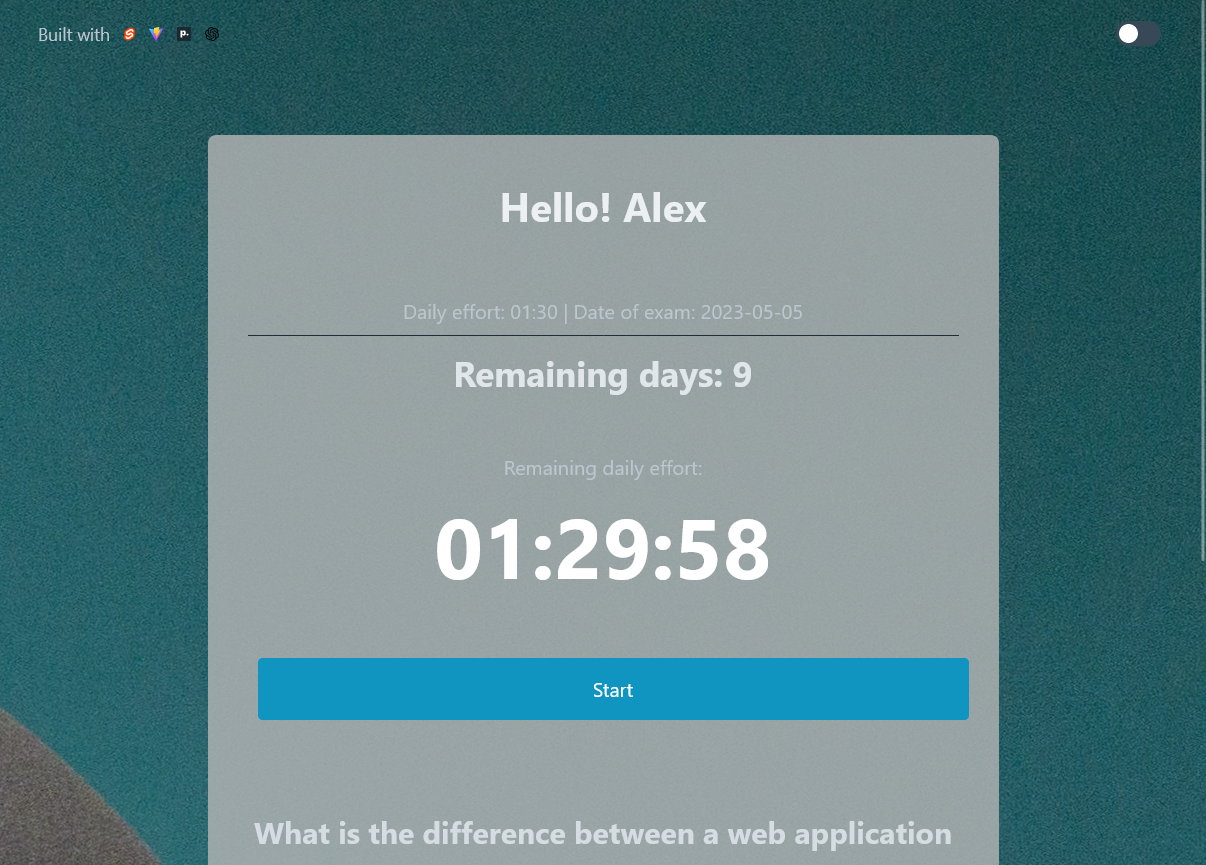 Built with
p.
Hello! Alex
Daily effort: 01:30 | Date of exam: 2023-05-05
Remaining days: 9
Remaining daily effort:
01:29:58
Start
What is the difference between a web application